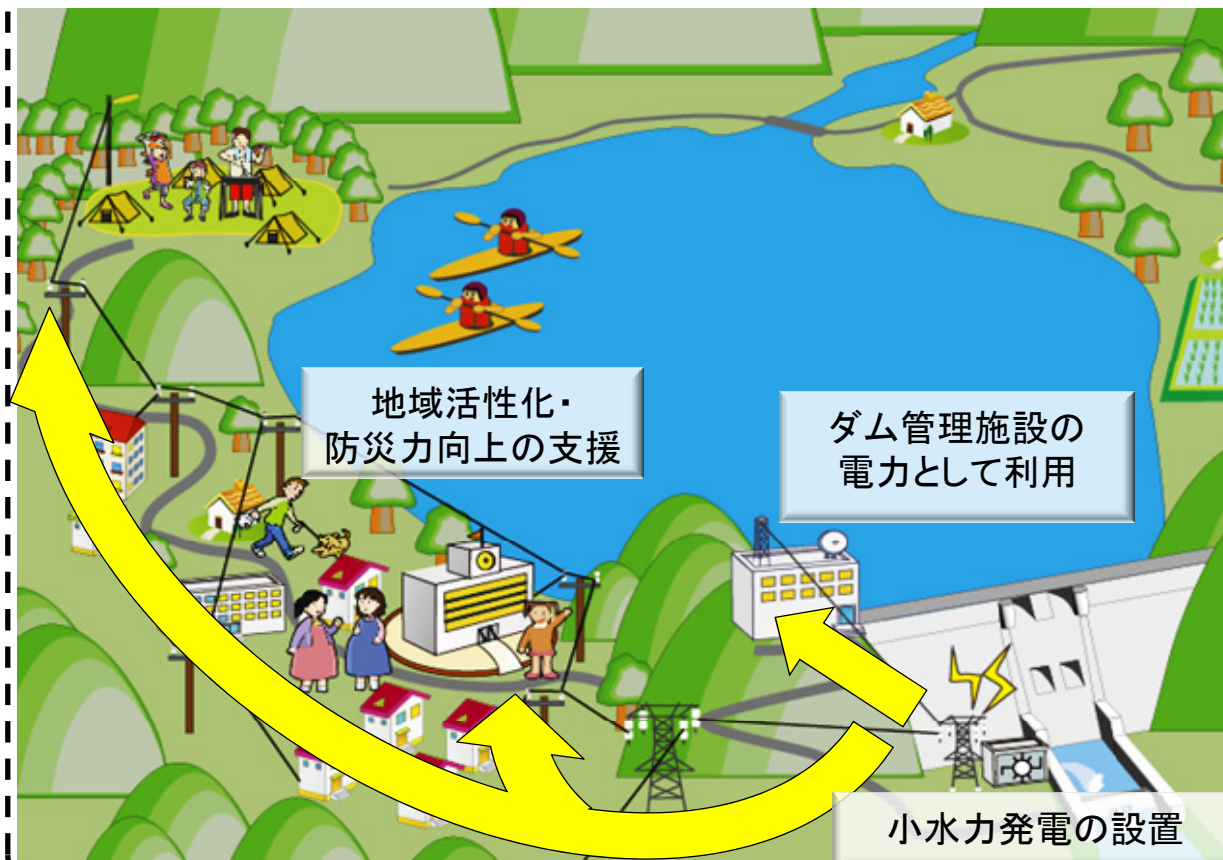 地域活性化・
防災力向上の支援
ダム管理施設の
電力として利用
小水力発電の設置